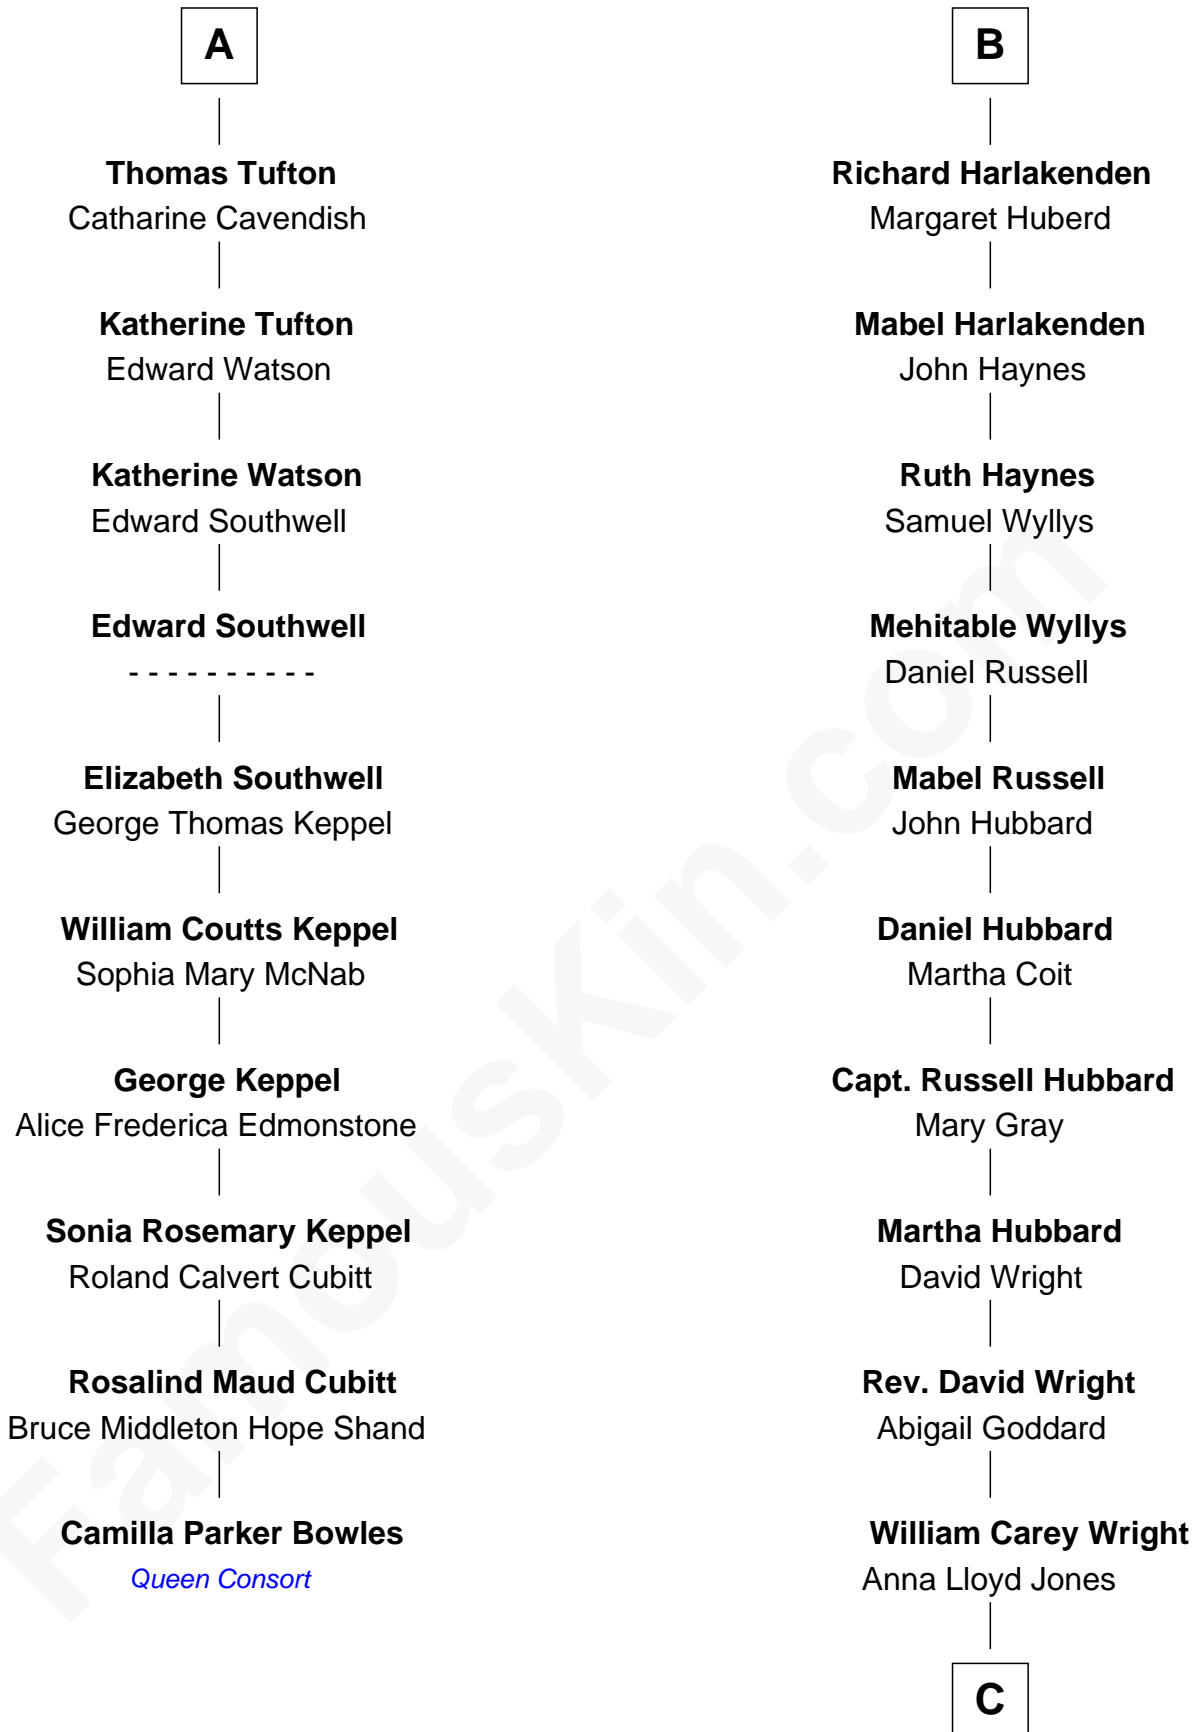 A
Thomas Tufton
Catharine Cavendish
Katherine Tufton
Edward Watson
Katherine Watson
Edward Southwell
Edward Southwell
- - - - - - - - - -
Elizabeth Southwell
George Thomas Keppel
William Coutts Keppel
Sophia Mary McNab
George Keppel
Alice Frederica Edmonstone
Sonia Rosemary Keppel
Roland Calvert Cubitt
Rosalind Maud Cubitt
Bruce Middleton Hope Shand
Camilla Parker Bowles
Queen Consort
B
Richard Harlakenden
Margaret Huberd
Mabel Harlakenden
John Haynes
Ruth Haynes
Samuel Wyllys
Mehitable Wyllys
Daniel Russell
Mabel Russell
John Hubbard
Daniel Hubbard
Martha Coit
Capt. Russell Hubbard
Mary Gray
Martha Hubbard
David Wright
Rev. David Wright
Abigail Goddard
William Carey Wright
Anna Lloyd Jones
C
FamousKin.com